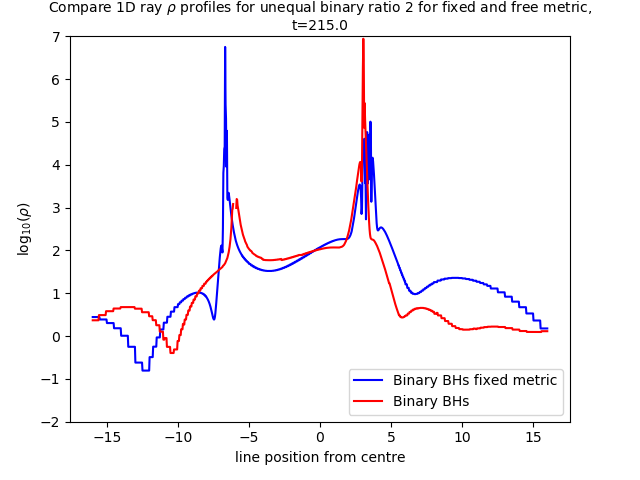 Compare 1D ray ρ profiles for unequal binary ratio 2 for fixed and free metric,
t=215.0
7
6
5
4
3
2
1
0
−1
−2
log₁₀(ρ)
−15 −10 −5 0 5 10 15
line position from centre
Binary BHs fixed metric
Binary BHs